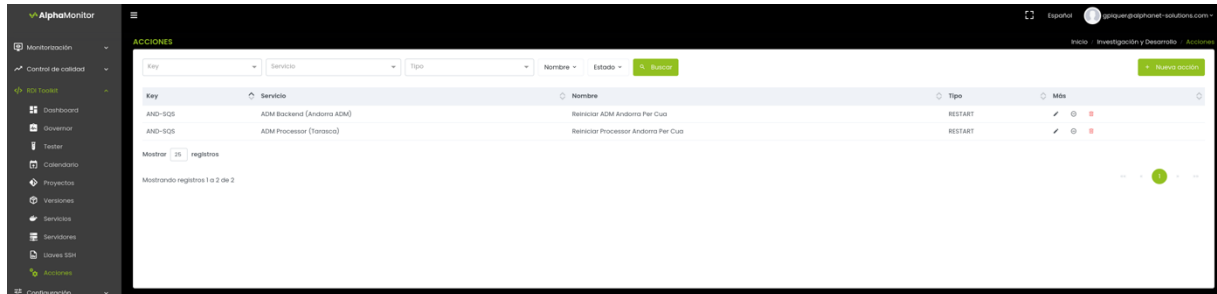 AlphaMonitor
Español gpiquer@alphanet-solutions.com
Monitorización
Control de calidad
RDI Toolkit
Dashboard
Governor
Tester
Calendario
Proyectos
Versiones
Servicios
Servidores
Llaves SSH
Acciones
Configuración
ACCIONES
Inicio / Investigación y Desarrollo / Acciones
Key Servicio Tipo Nombre Estado Buscar + Nueva acción
Key Servicio Nombre Tipo Más
AND-SQS ADM Backend (Andorra ADM) Reiniciar ADM Andorra Per Cua RESTART
AND-SQS ADM Processor (Tarasca) Reiniciar Processor Andorra Per Cua RESTART
Mostrar 25 registros
Mostrando registros 1 a 2 de 2
1